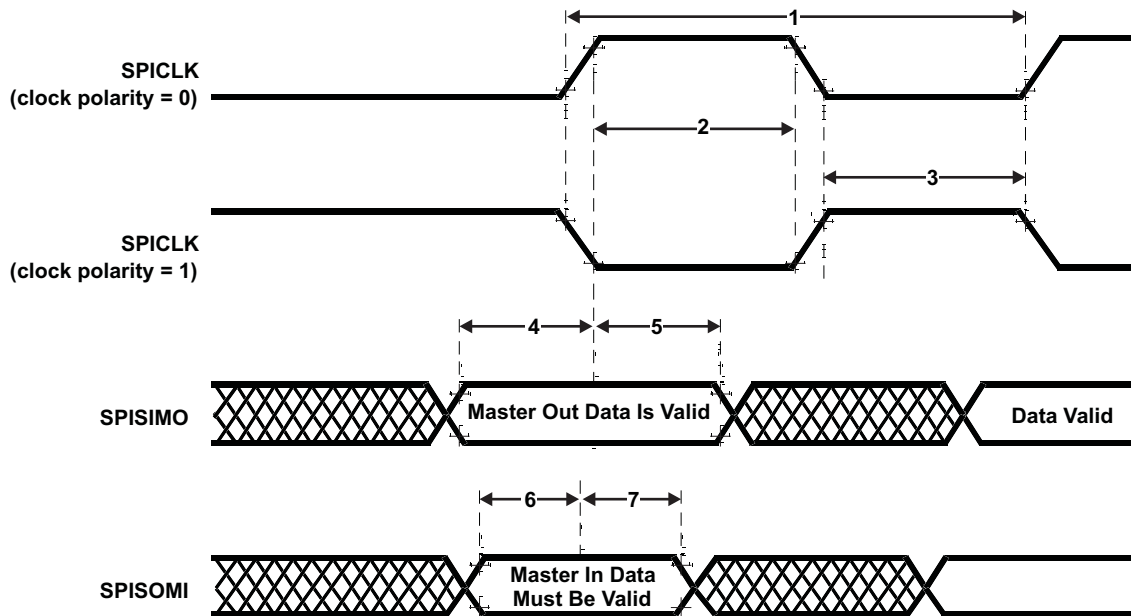 1
SPICLK
(clock polarity = 0)
2
3
SPICLK
(clock polarity = 1)
4
5
SPISIMO
Master Out Data Is Valid
Data Valid
6
7
SPISOMI
Master In Data
Must Be Valid